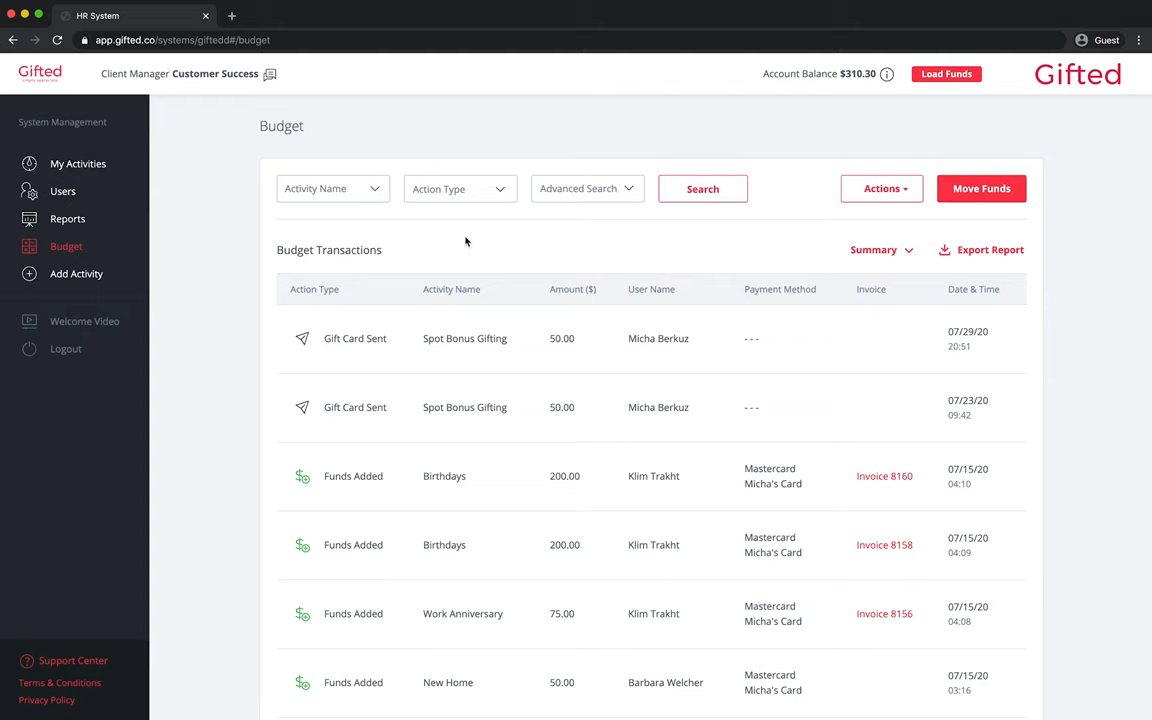 HR System
app.gifted.co/systems/giftedd#/budget
Guest
Gifted
simply appreciate
Client Manager Customer Success
Account Balance $310.30
Load Funds
Gifted
System Management
My Activities
Users
Reports
Budget
Add Activity
Welcome Video
Logout
Support Center
Terms & Conditions
Privacy Policy
Budget
Activity Name
Action Type
Advanced Search
Search
Actions
Move Funds
Budget Transactions
Summary
Export Report
Action Type Activity Name Amount ($) User Name Payment Method Invoice Date & Time
Gift Card Sent Spot Bonus Gifting 50.00 Micha Berkuz - - - 07/29/20
20:51
Gift Card Sent Spot Bonus Gifting 50.00 Micha Berkuz - - - 07/23/20
09:42
Funds Added Birthdays 200.00 Klim Trakht Mastercard Invoice 8160 07/15/20
Micha's Card 04:10
Funds Added Birthdays 200.00 Klim Trakht Mastercard Invoice 8158 07/15/20
Micha's Card 04:09
Funds Added Work Anniversary 75.00 Klim Trakht Mastercard Invoice 8156 07/15/20
Micha's Card 04:08
Funds Added New Home 50.00 Barbara Welcher Mastercard 07/15/20
Micha's Card 03:16